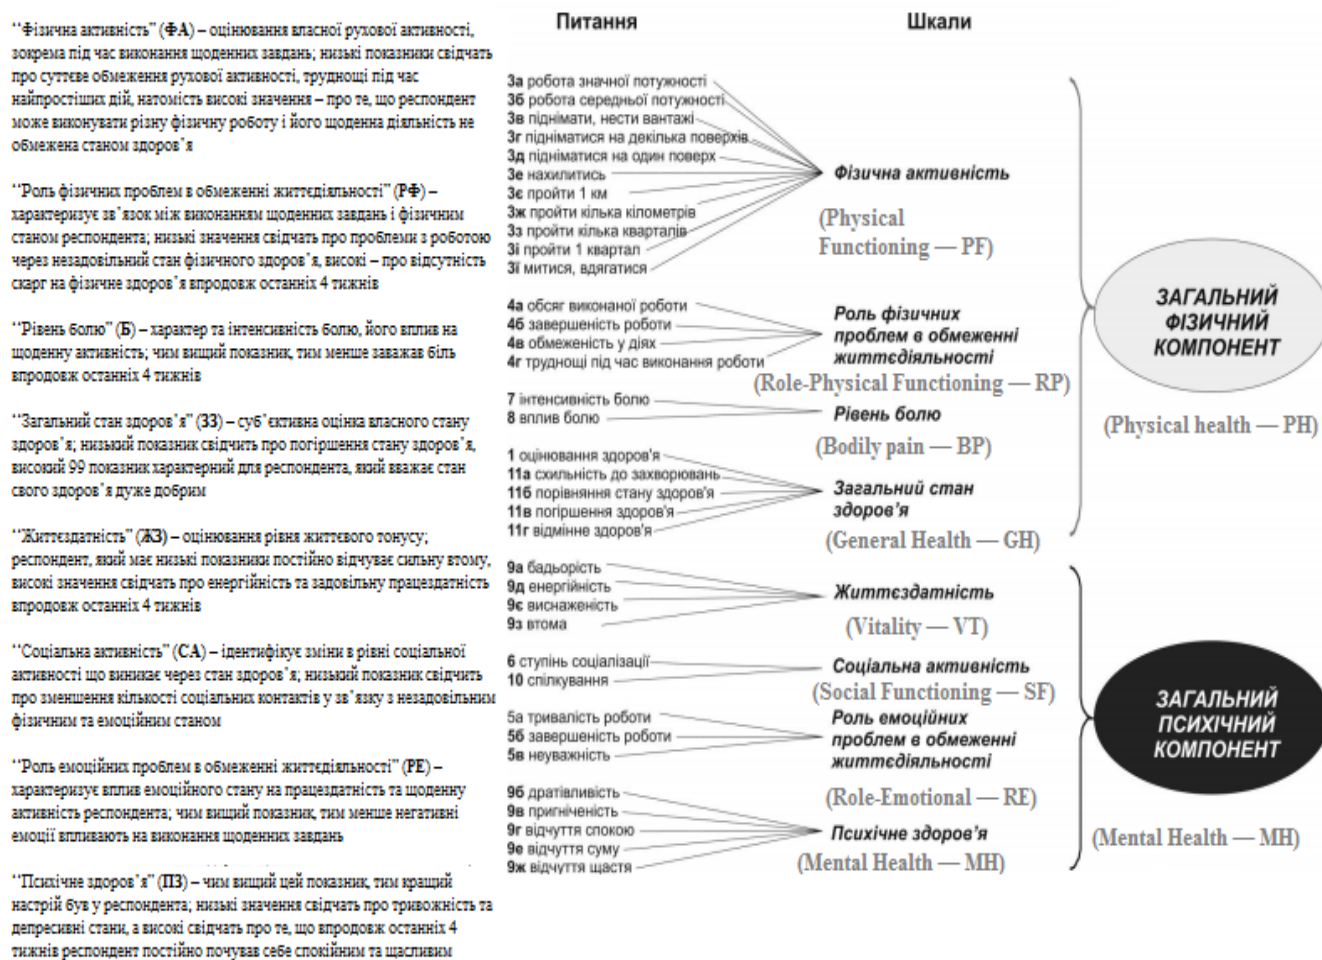 ‘‘Фізична активність’’ (ФА) – оцінювання власної рухової активності,
зокрема під час виконання щоденних завдань; низькі показники свідчать
про суттєве обмеження рухової активності, труднощі під час
найпростіших дій, натомість високі значення – про те, що респондент
може виконувати різну фізичну роботу і його щоденна діяльність не
обмежена станом здоров’я
‘‘Роль фізичних проблем в обмеженні життєдіяльності’’ (РФ) –
характеризує зв’язок між виконанням щоденних завдань і фізичним
станом респондента; низькі значення свідчать про проблеми з роботою
через незадовільний стан фізичного здоров’я, високі – про відсутність
скарг на фізичне здоров’я впродовж останніх 4 тижнів
‘‘Рівень болю’’ (Б) – характер та інтенсивність болю, його вплив на
щоденну активність; чим вищий показник, тим менше заважав біль
впродовж останніх 4 тижнів
‘‘Загальний стан здоров’я’’ (ЗЗ) – суб’єктивна оцінка власного стану
здоров’я; низький показник свідчить про погіршення стану здоров’я,
високий 99 показник характерний для респондента, який вважає стан
свого здоров’я дуже добрим
‘‘Життєздатність’’ (ЖЗ) – оцінювання рівня життєвого тонусу;
респондент, який має низькі показники постійно відчуває сильну втому,
високі значення свідчать про енергійність та задовільну працездатність
впродовж останніх 4 тижнів
‘‘Соціальна активність’’ (СА) – ідентифікує зміни в рівні соціальної
активності що виникає через стан здоров’я; низький показник свідчить
про зменшення кількості соціальних контактів у зв’язку з незадовільним
фізичним та емоційним станом
‘‘Роль емоційних проблем в обмеженні життєдіяльності’’ (РЕ) –
характеризує вплив емоційного стану на працездатність та щоденну
активність респондента; чим вищий показник, тим менше негативні
емоції впливають на виконання щоденних завдань
‘‘Психічне здоров’я’’ (ПЗ) – чим вищий цей показник, тим кращий
настрій був у респондента; низькі значення свідчать про тривожність та
депресивні стани, а високі свідчать про те, що впродовж останніх 4
тижнів респондент постійно почував себе спокійним та щасливим
Питання
Шкали
3а робота значної потужності
3б робота середньої потужності
3в піднімати, нести вантажі
3г підніматися на декілька поверхів
3д підніматися на один поверх
3е нахилитись
3є пройти 1 км
3ж пройти кілька кілометрів
3з пройти кілька кварталів
3і пройти 1 квартал
3ї митися, вдягатися
Фізична активність
(Physical
Functioning — PF)
4а обсяг виконаної роботи
4б завершеність роботи
4в обмеженість у діях
4г труднощі під час виконання роботи
Роль фізичних
проблем в обмеженні
життєдіяльності
(Role-Physical Functioning — RP)
7 інтенсивність болю
8 вплив болю
Рівень болю
(Bodily pain — BP)
1 оцінювання здоров’я
11а схильність до захворювань
11б порівняння стану здоров’я
11в погіршення здоров’я
11г відмінне здоров’я
Загальний стан
здоров’я
(General Health — GH)
ЗАГАЛЬНИЙ
ФІЗИЧНИЙ
КОМПОНЕНТ
(Physical health — PH)
9а бадьорість
9д енергійність
9є виснаженість
9з втома
Життєздатність
(Vitality — VT)
6 ступінь соціалізації
10 спілкування
Соціальна активність
(Social Functioning — SF)
5а тривалість роботи
5б завершеність роботи
5в неуважність
Роль емоційних
проблем в обмеженні
життєдіяльності
(Role-Emotional — RE)
9б дратівливість
9в пригніченість
9г відчуття спокою
9е відчуття суму
9ж відчуття щастя
Психічне здоров’я
(Mental Health — MH)
ЗАГАЛЬНИЙ
ПСИХІЧНИЙ
КОМПОНЕНТ
(Mental Health — MH)